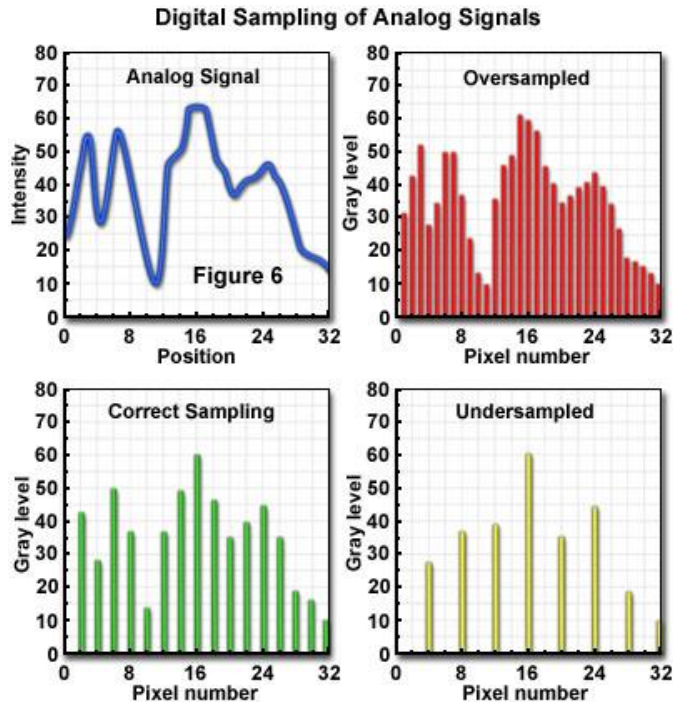 Digital Sampling of Analog Signals
80
70
60
50
40
30
20
10
0
Intensity
Analog Signal
Figure 6
0 8 16 24 32
Position
80
70
60
50
40
30
20
10
0
Gray level
Oversampled
0 8 16 24 32
Pixel number
80
70
60
50
40
30
20
10
0
Gray level
Correct Sampling
0 8 16 24 32
Pixel number
80
70
60
50
40
30
20
10
0
Gray level
Undersampled
0 8 16 24 32
Pixel number